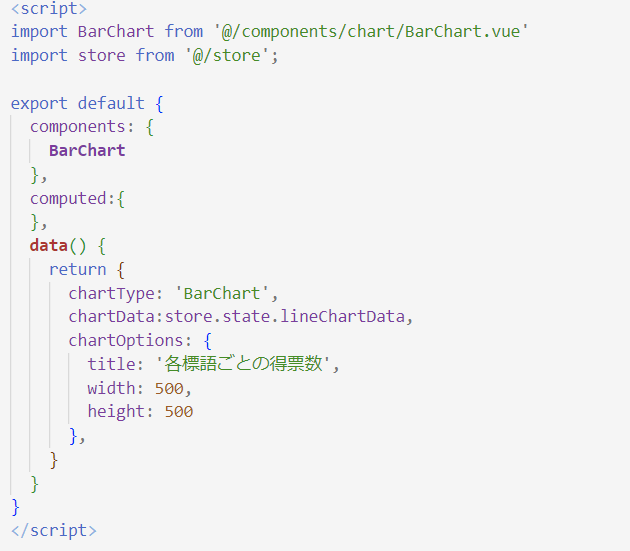 <script>
import BarChart from '@/components/chart/BarChart.vue'
import store from '@/store';
export default {
components: {
BarChart
},
computed:{
},
data() {
return {
chartType: 'BarChart',
chartData:store.state.lineChartData,
chartOptions: {
title: '各標語ごとの得票数',
width: 500,
height: 500
},
}
}
}
</script>